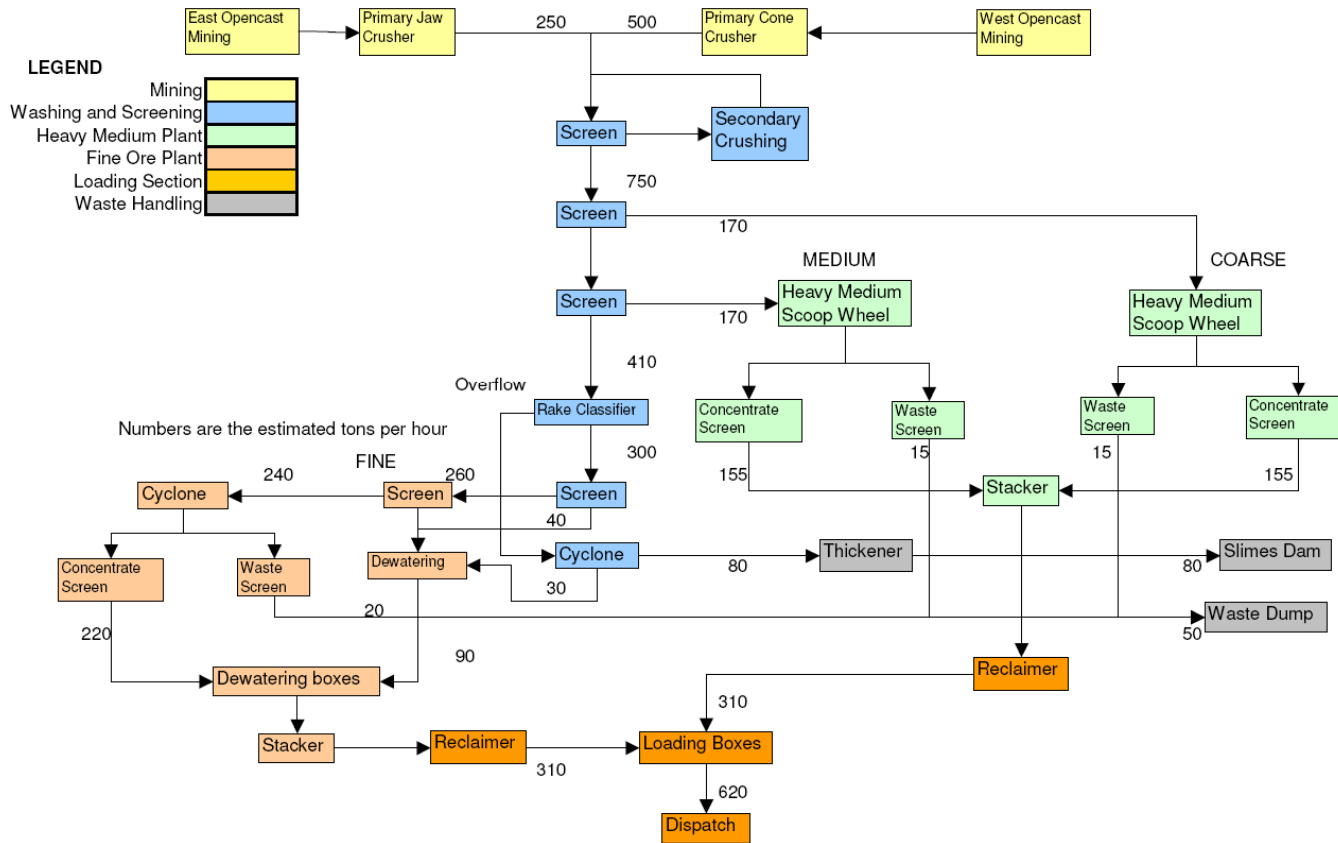 East Opencast
Mining
Primary Jaw
Crusher
250
500
Primary Cone
Crusher
West Opencast
Mining
LEGEND
Mining
Washing and Screening
Heavy Medium Plant
Fine Ore Plant
Loading Section
Waste Handling
Screen
Secondary
Crushing
750
Screen
170
MEDIUM
COARSE
Screen
170
Heavy Medium
Scoop Wheel
Heavy Medium
Scoop Wheel
410
Overflow
Rake Classifier
Concentrate
Screen
Waste
Screen
Waste
Screen
Concentrate
Screen
Numbers are the estimated tons per hour
300
15
15
FINE
240
260
155
155
Cyclone
Screen
Screen
Stacker
40
Concentrate
Screen
Waste
Screen
Dewatering
Cyclone
Thickener
Slimes Dam
80
80
30
20
Waste Dump
220
50
90
Dewatering boxes
Reclaimer
310
Stacker
Reclaimer
Loading Boxes
310
620
Dispatch